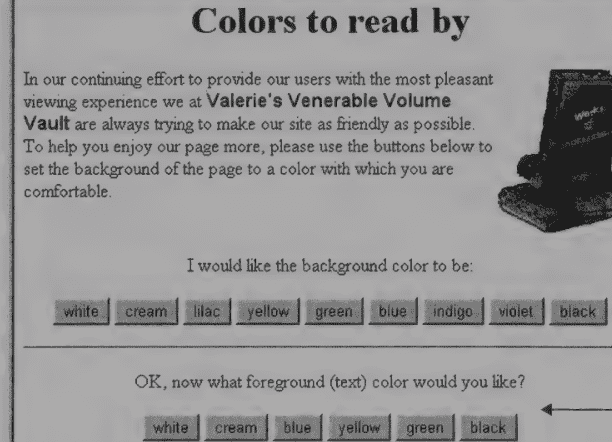 Colors to read by
In our continuing effort to provide our users with the most pleasant
viewing experience we at Valerie's Venerable Volume
Vault are always trying to make our site as friendly as possible.
To help you enjoy our page more, please use the buttons below to
set the background of the page to a color with which you are
comfortable.
I would like the background color to be:
white cream lilac yellow green blue indigo violet black
OK, now what foreground (text) color would you like?
white cream blue yellow green black